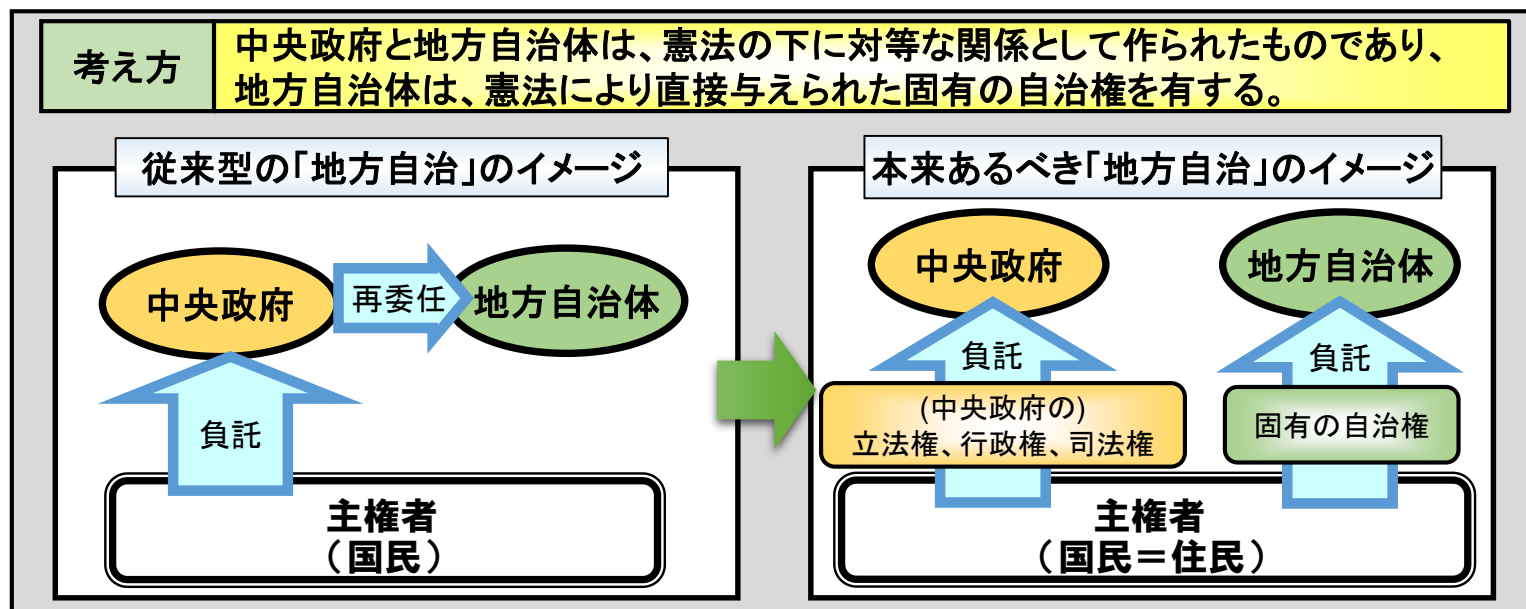 考え方
中央政府と地方自治体は、憲法の下に対等な関係として作られたものであり、
地方自治体は、憲法により直接与えられた固有の自治権を有する。
従来型の「地方自治」のイメージ
中央政府
再委任
地方自治体
負託
主権者
（国民）
本来あるべき「地方自治」のイメージ
中央政府
地方自治体
負託
負託
(中央政府の)
立法権、行政権、司法権
固有の自治権
主権者
（国民＝住民）